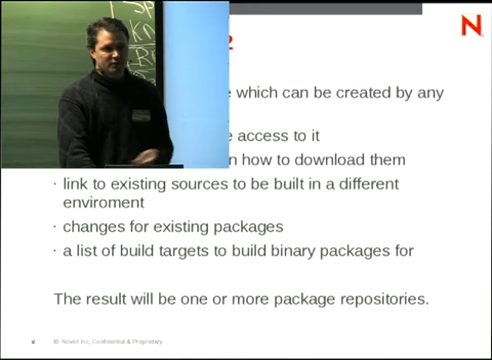 N
2
e which can be created by any
e access to it
n how to download them
· link to existing sources to be built in a different
enviroment
· changes for existing packages
· a list of build targets to build binary packages for
The result will be one or more package repositories.
© Novell Inc, Confidential & Proprietary